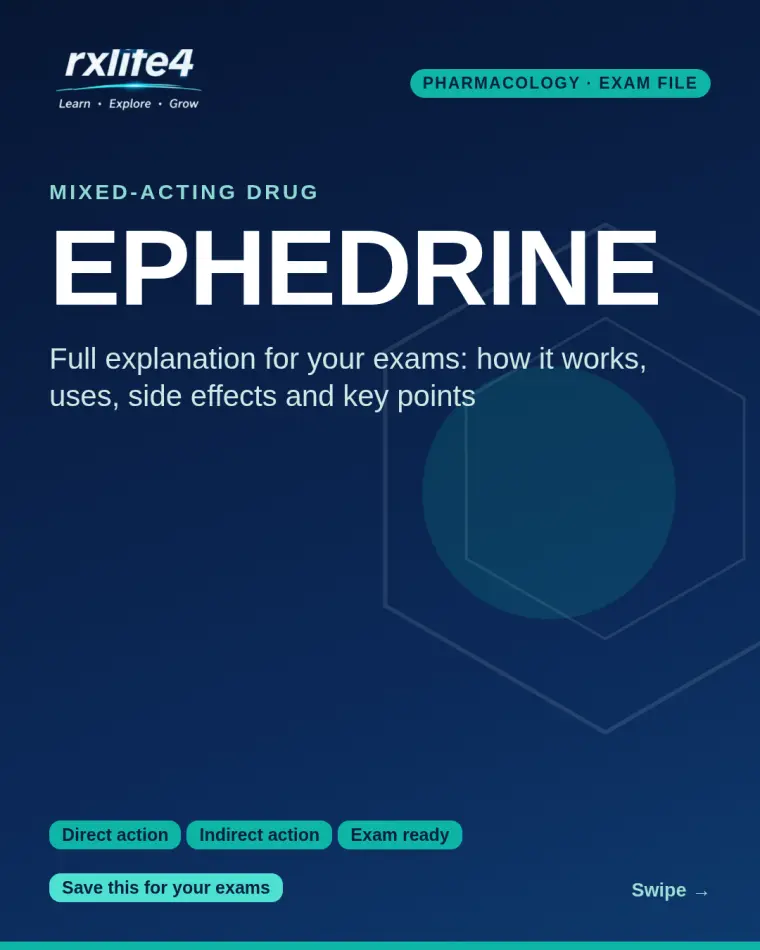 rxlite4
Learn • Explore • Grow
PHARMACOLOGY · EXAM FILE
MIXED-ACTING DRUG
EPHEDRINE
Full explanation for your exams: how it works,
uses, side effects and key points
Direct action
Indirect action
Exam ready
Save this for your exams
Swipe →